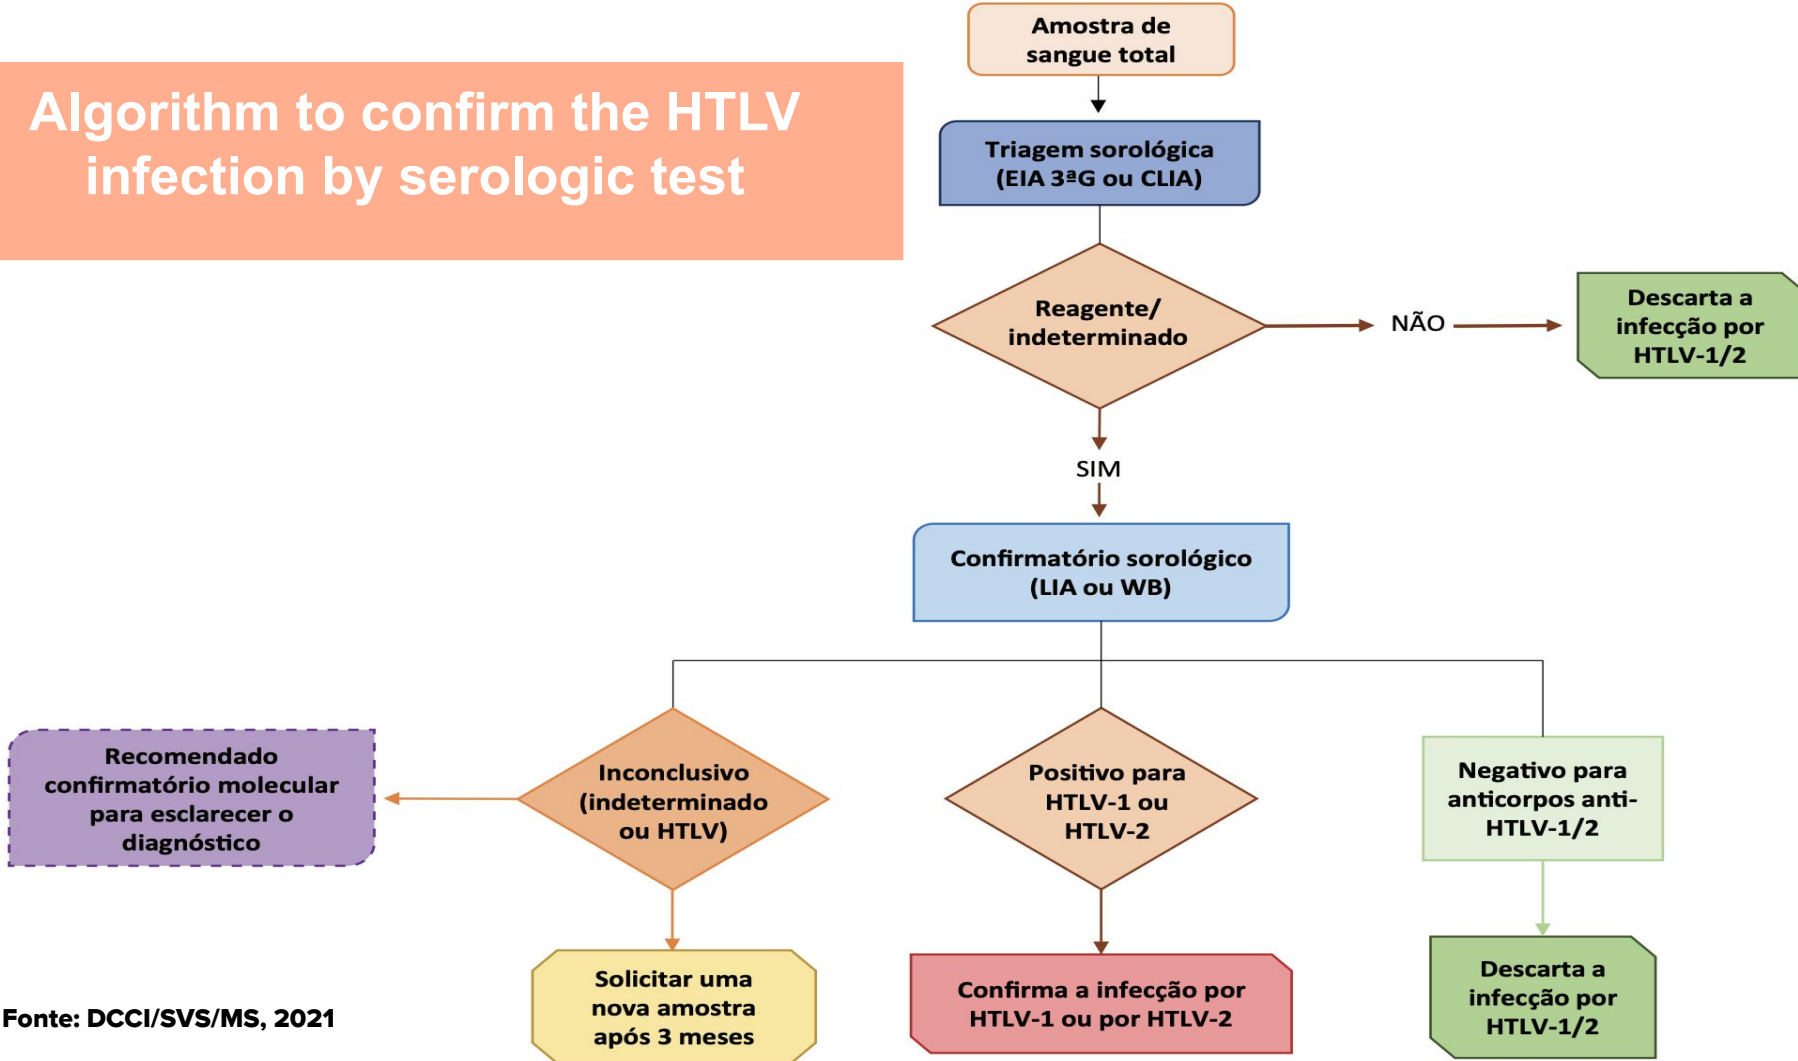 Algorithm to confirm the HTLV
infection by serologic test
Amostra de
sangue total
Triagem sorológica
(EIA 3ªG ou CLIA)
Reagente/
indeterminado
NÃO
Descarta a
infecção por
HTLV-1/2
SIM
Confirmatório sorológico
(LIA ou WB)
Recomendado
confirmatório molecular
para esclarecer o
diagnóstico
Inconclusivo
(indeterminado
ou HTLV)
Positivo para
HTLV-1 ou
HTLV-2
Negativo para
anticorpos anti-
HTLV-1/2
Solicitar uma
nova amostra
após 3 meses
Confirma a infecção por
HTLV-1 ou por HTLV-2
Descarta a
infecção por
HTLV-1/2
Fonte: DCCI/SVS/MS, 2021